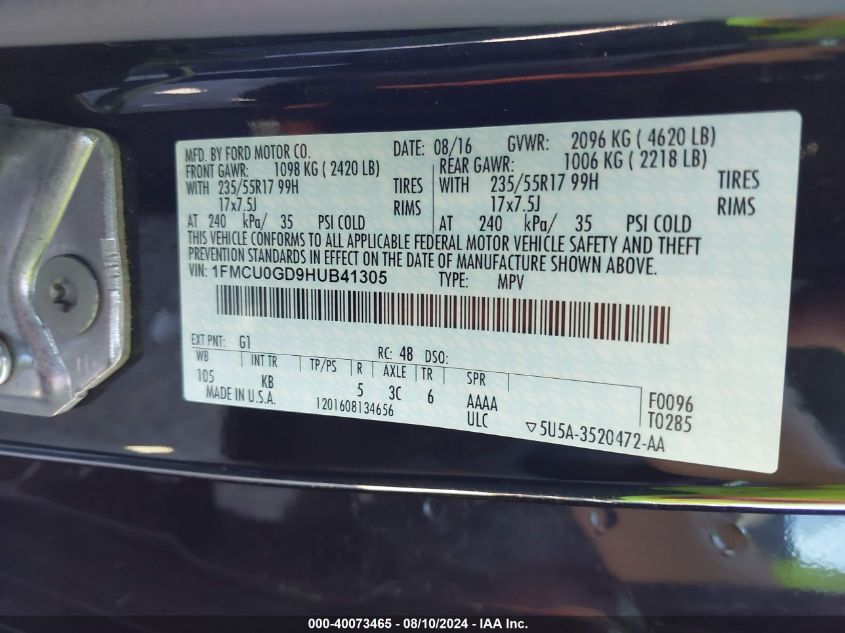 MFD. BY FORD MOTOR CO. DATE: 08/16 GVWR: 2096 KG ( 4620 LB)
FRONT GAWR: 1098 KG ( 2420 LB) REAR GAWR: 1006 KG ( 2218 LB)
WITH 235/55R17 99H TIRES WITH 235/55R17 99H TIRES
17x7.5J RIMS 17x7.5J RIMS
AT 240 kPa/ 35 PSI COLD AT 240 kPa/ 35 PSI COLD
THIS VEHICLE CONFORMS TO ALL APPLICABLE FEDERAL MOTOR VEHICLE SAFETY AND THEFT
PREVENTION STANDARDS IN EFFECT ON THE DATE OF MANUFACTURE SHOWN ABOVE.
VIN: 1FMCU0GD9HUB41305 TYPE: MPV
EXT PNT: G1 RC: 48 DSO:
WB INT TR TP/PS R AXLE TR SPR
105 KB 5 3C 6 AAAA F0096
MADE IN U.S.A. 1201608134656 ULC ▽5U5A-3520472-AA T0285
000-40073465 - 08/10/2024 - IAA Inc.